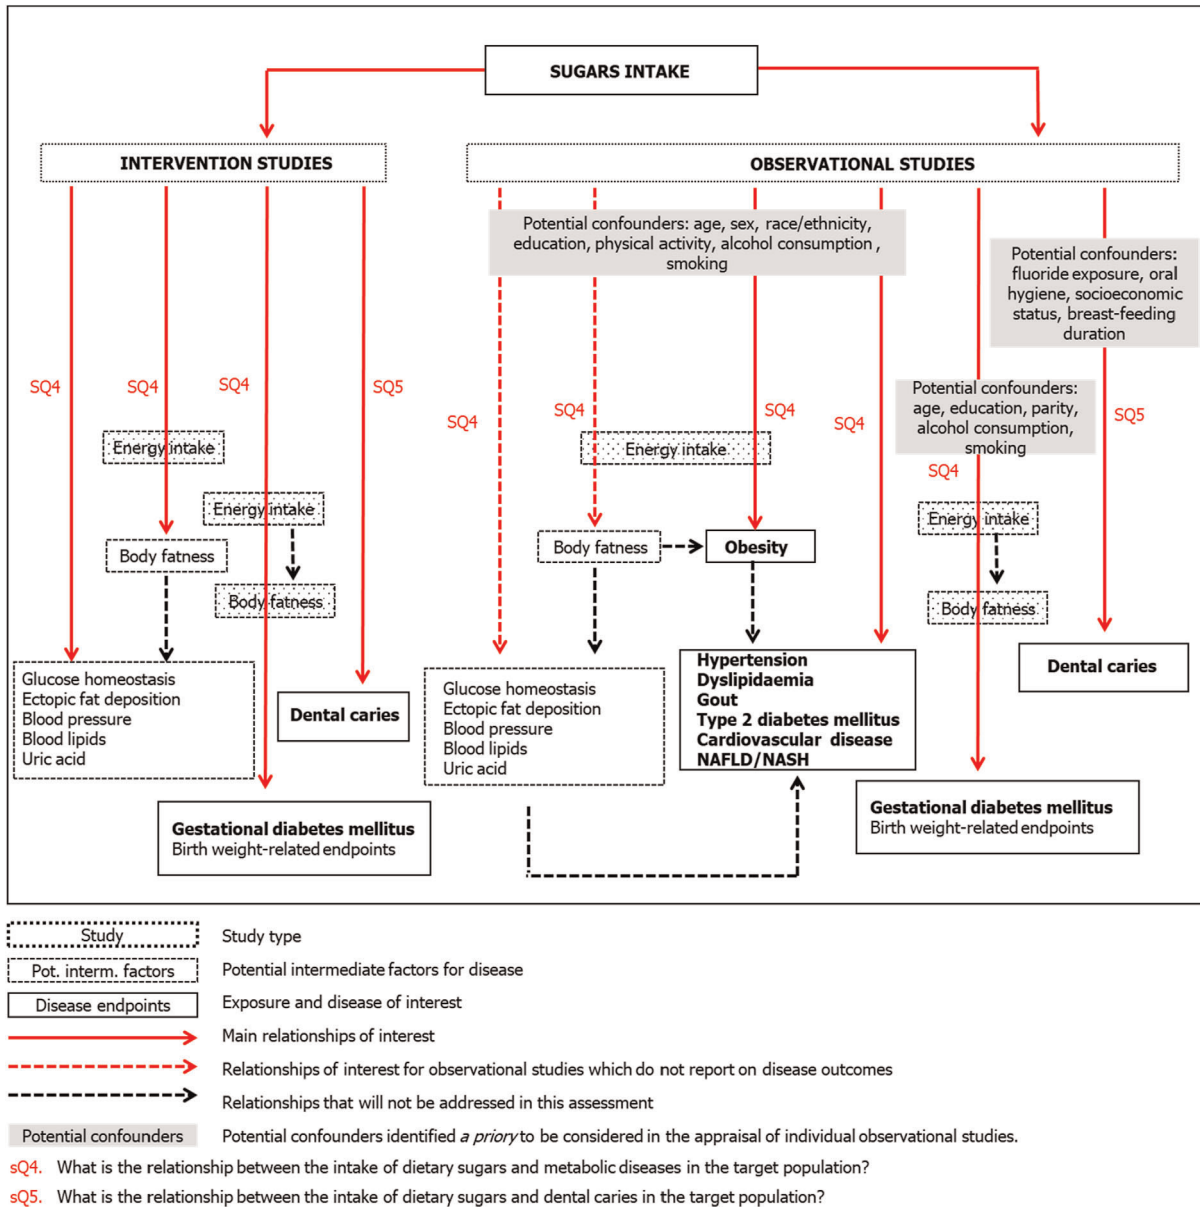 SUGARS INTAKE
INTERVENTION STUDIES
OBSERVATIONAL STUDIES
Potential confounders: age, sex, race/ethnicity,
education, physical activity, alcohol consumption ,
smoking
Potential confounders:
fluoride exposure, oral
hygiene, socioeconomic
status, breast-feeding
duration
SQ4
SQ4
SQ4
SQ5
SQ4
SQ4
SQ4
SQ4
Potential confounders:
age, education, parity,
alcohol consumption,
smoking
SQ5
SQ4
Energy intake
Energy intake
Energy intake
Energy intake
Body fatness
Body fatness
Body fatness
Obesity
Body fatness
Glucose homeostasis
Ectopic fat deposition
Blood pressure
Blood lipids
Uric acid
Dental caries
Glucose homeostasis
Ectopic fat deposition
Blood pressure
Blood lipids
Uric acid
Hypertension
Dyslipidaemia
Gout
Type 2 diabetes mellitus
Cardiovascular disease
NAFLD/NASH
Dental caries
Gestational diabetes mellitus
Birth weight-related endpoints
Gestational diabetes mellitus
Birth weight-related endpoints
Study Study type
Pot. interm. factors Potential intermediate factors for disease
Disease endpoints Exposure and disease of interest
Main relationships of interest
Relationships of interest for observational studies which do not report on disease outcomes
Relationships that will not be addressed in this assessment
Potential confounders Potential confounders identified a priory to be considered in the appraisal of individual observational studies.
sQ4. What is the relationship between the intake of dietary sugars and metabolic diseases in the target population?
sQ5. What is the relationship between the intake of dietary sugars and dental caries in the target population?